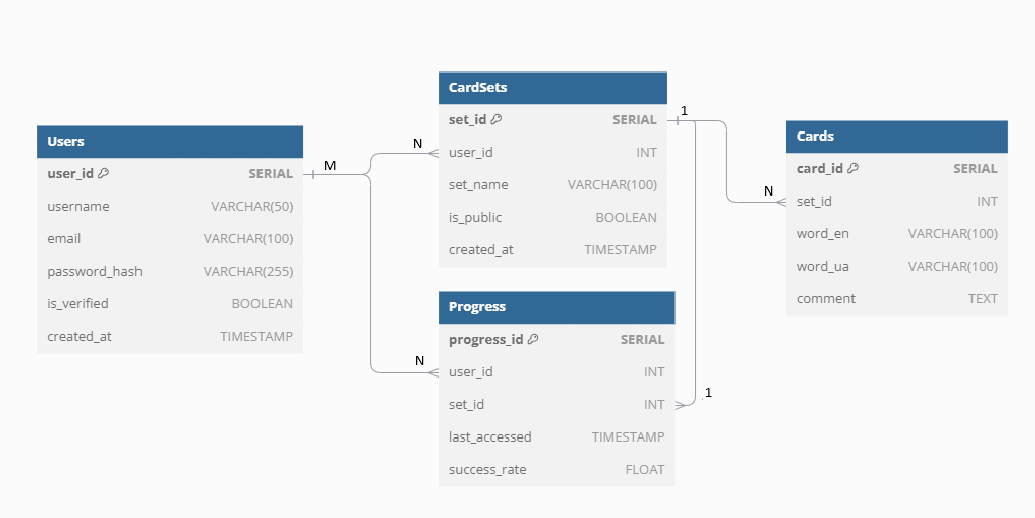 Users
user_id SERIAL
username VARCHAR(50)
email VARCHAR(100)
password_hash VARCHAR(255)
is_verified BOOLEAN
created_at TIMESTAMP
M
N
N
CardSets
set_id SERIAL
user_id INT
set_name VARCHAR(100)
is_public BOOLEAN
created_at TIMESTAMP
Progress
progress_id SERIAL
user_id INT
set_id INT
last_accessed TIMESTAMP
success_rate FLOAT
1
N
1
Cards
card_id SERIAL
set_id INT
word_en VARCHAR(100)
word_ua VARCHAR(100)
comment TEXT